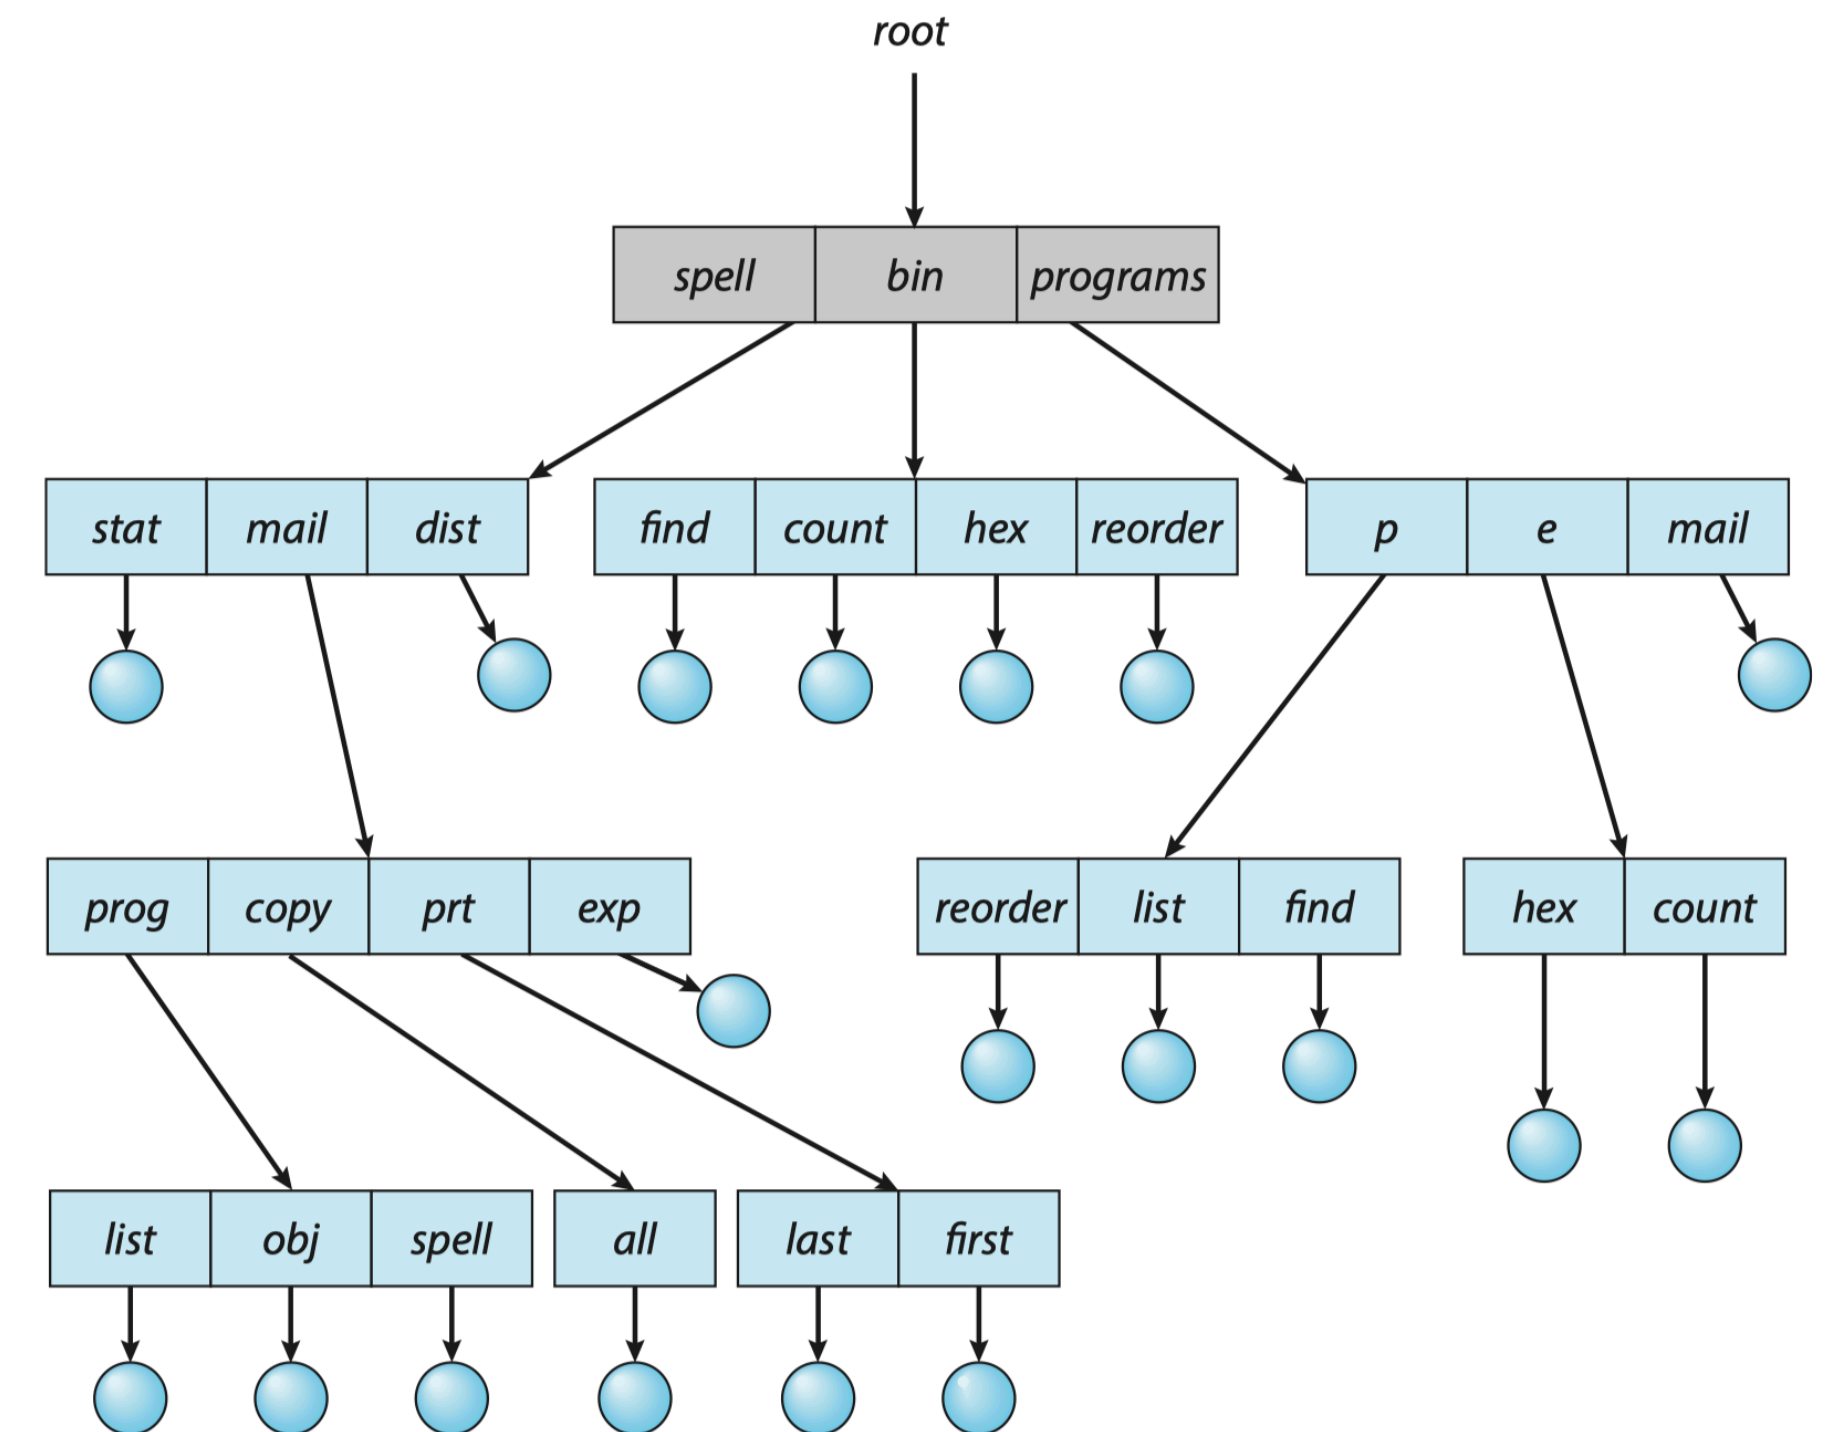 root
spell bin programs
stat mail dist find count hex reorder p e mail
prog copy prt exp reorder list find hex count
list obj spell all last first